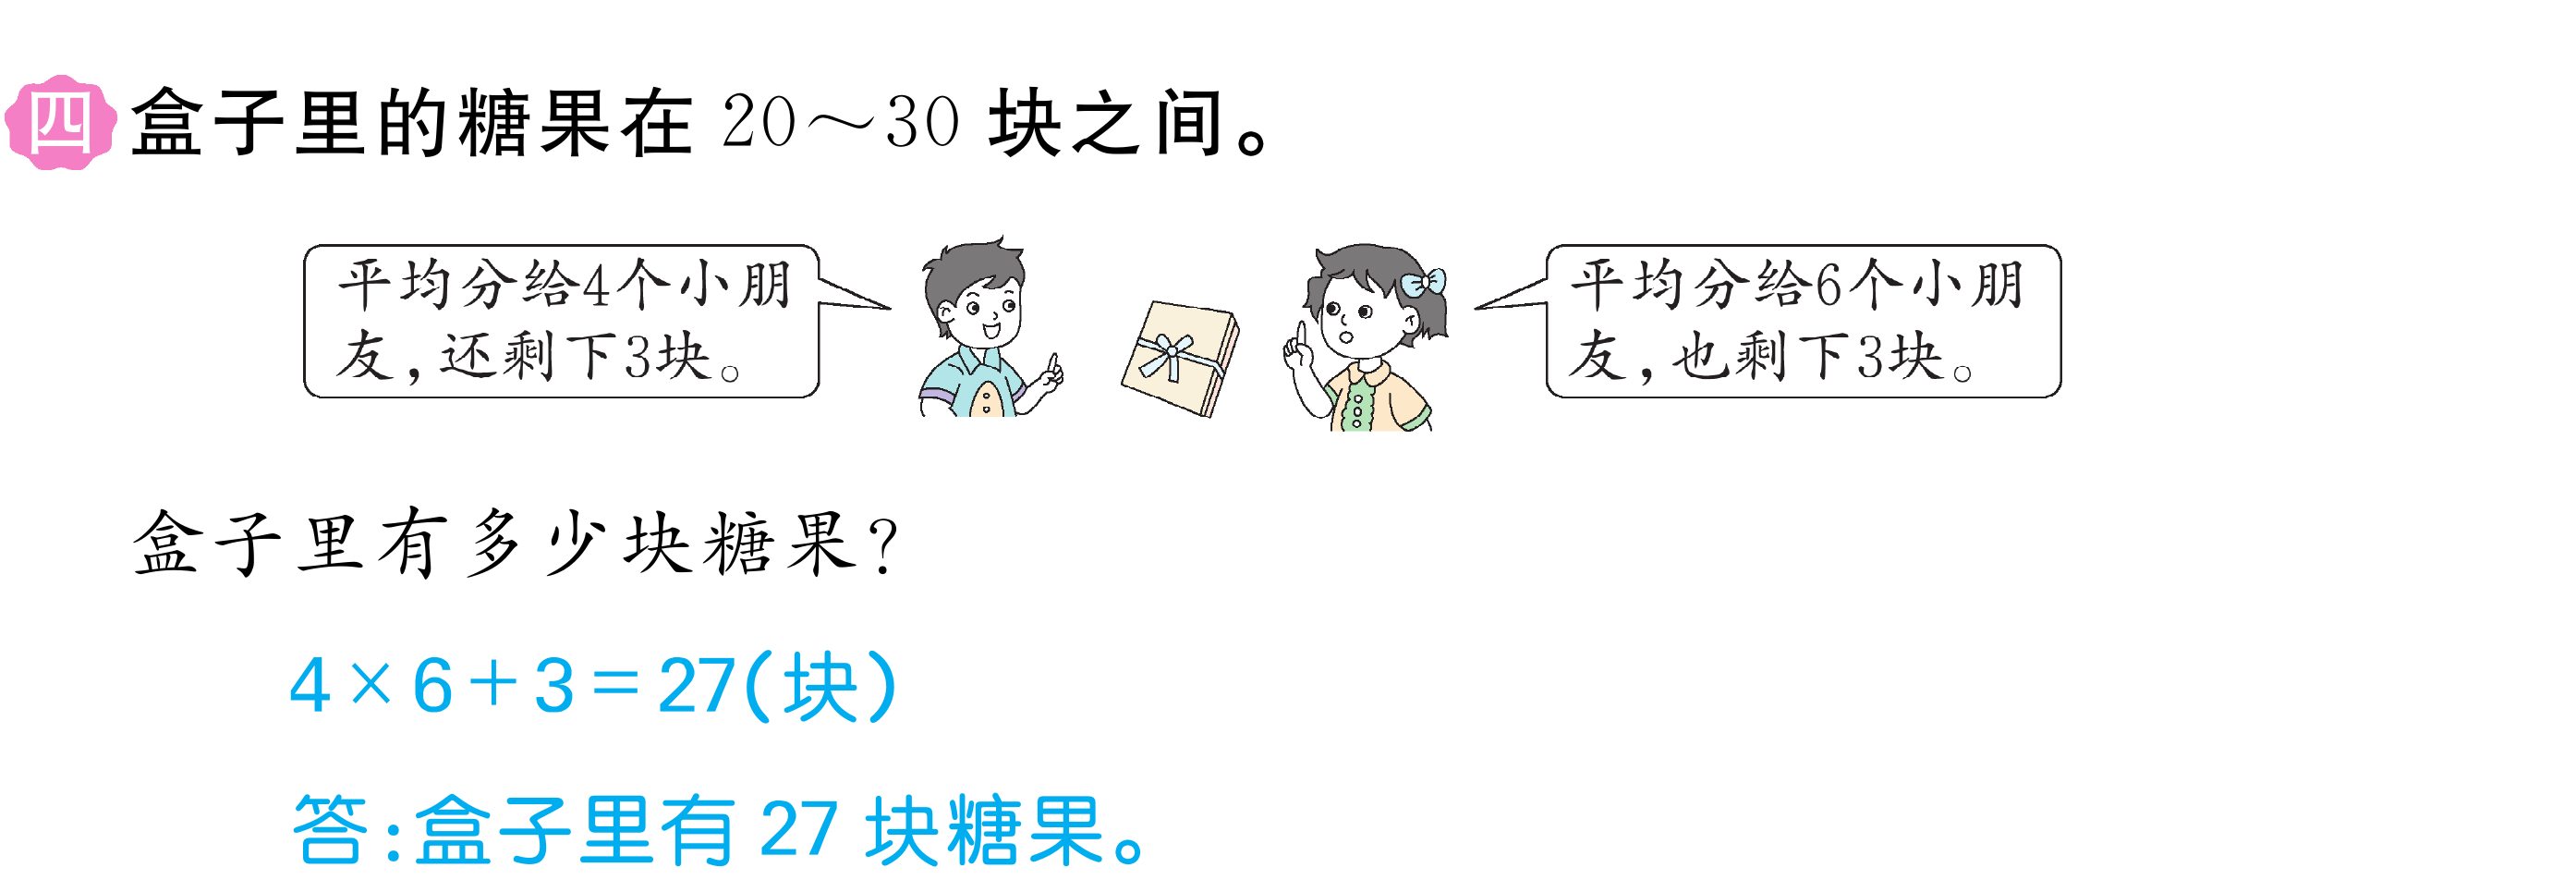 四 盒子里的糖果在 20～30 块之间。
平均分给4个小朋
友，还剩下3块。
平均分给6个小朋
友，也剩下3块。
盒子里有多少块糖果？
4×6+3=27(块)
答：盒子里有 27 块糖果。